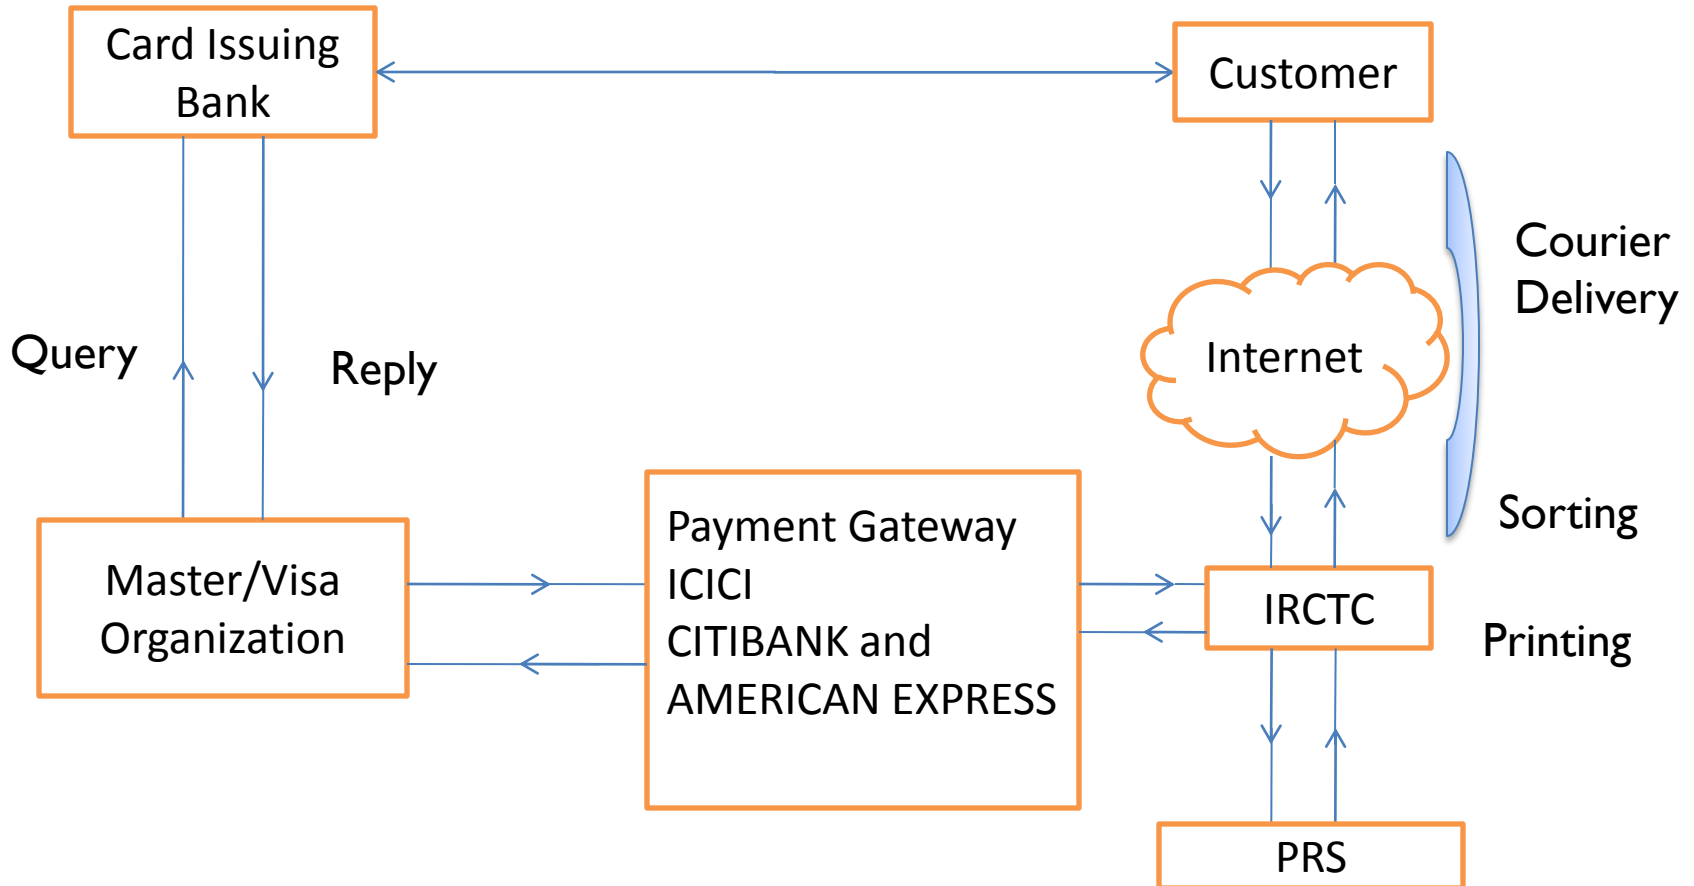 Card Issuing
Bank
Customer
Courier
Delivery
Internet
Query
Reply
Sorting
Payment Gateway
ICICI
CITIBANK and
AMERICAN EXPRESS
Master/Visa
Organization
IRCTC
Printing
PRS